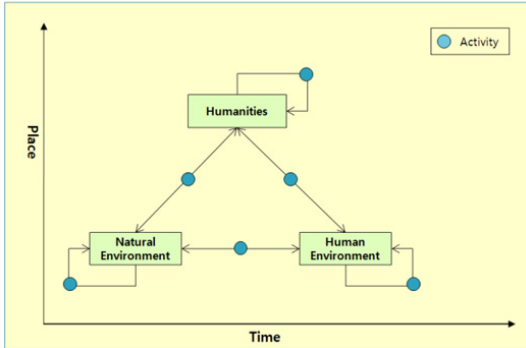 Activity
Humanities
Place
Natural
Environment
Human
Environment
Time